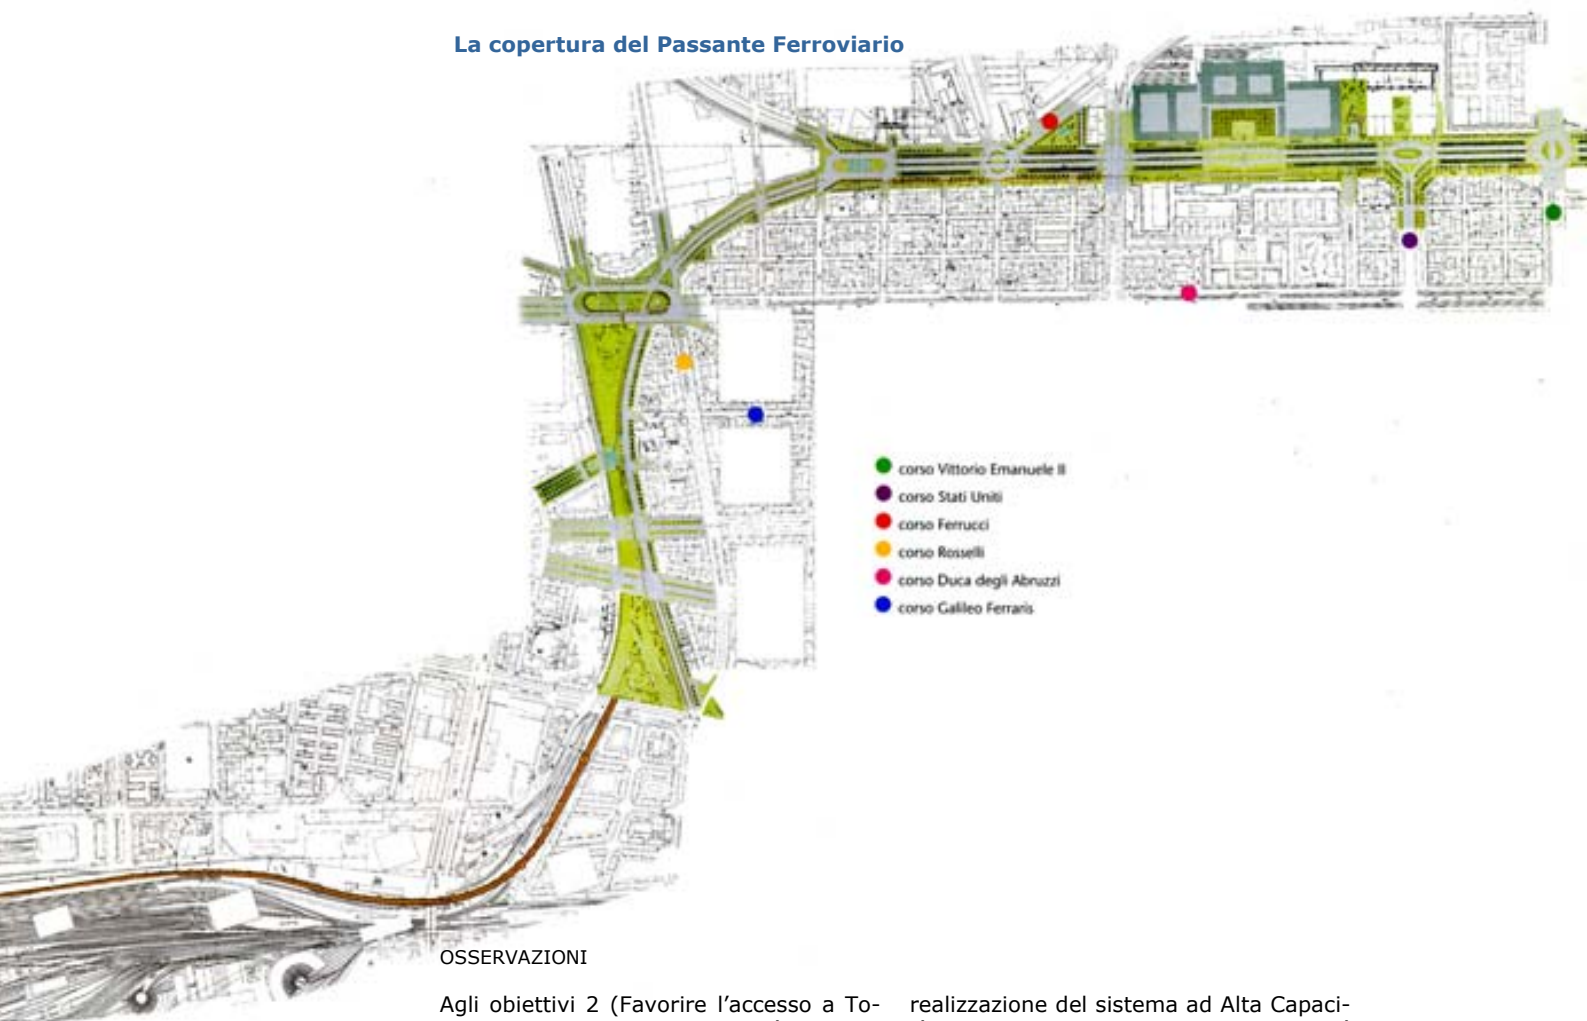 La copertura del Passante Ferroviario
corso Vittorio Emanuele II
corso Stati Uniti
corso Ferrucci
corso Rosselli
corso Duca degli Abruzzi
corso Galileo Ferraris
OSSERVAZIONI
Agli obiettivi 2 (Favorire l’accesso a To-
realizzazione del sistema ad Alta Capaci-